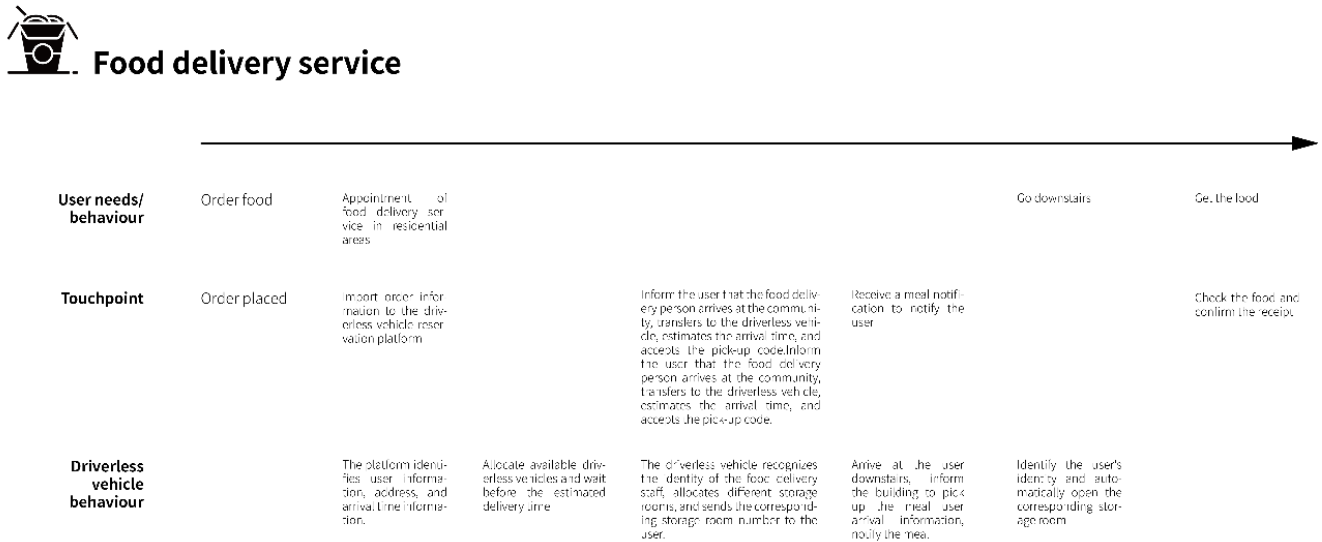 Food delivery service
User needs/
behaviour
Order food
Appointment of
food delivery ser-
vice in residential
areas
Go downstairs
Get the food
Touchpoint
Order placed
Import order infor-
mation to the driv-
erless vehicle reser-
vation platform
Inform the user that the food deliv-
ery person arrives at the communi-
ty, transfers to the driverless vehi-
cle, estimates the arrival time, and
accepts the pick-up code.Inform
the user that the food delivery
person arrives at the community,
transfers to the driverless vehicle,
estimates the arrival time, and
accepts the pick-up code.
Receive a meal notifi-
cation to notify the
user
Check the food and
confirm the receipt
Driverless
vehicle
behaviour
The platform identi-
fies user informa-
tion, address, and
arrival time informa-
tion.
Allocate available driv-
erless vehicles and wait
before the estimated
delivery time
The driverless vehicle recognizes
the identity of the food delivery
staff, allocates different storage
rooms, and sends the correspond-
ing storage room number to the
user.
Arrive at the user
downstairs, inform
the building to pick
up the meal user
arrival information,
notify the meal.
Identify the user's
identity and auto-
matically open the
corresponding stor-
age room